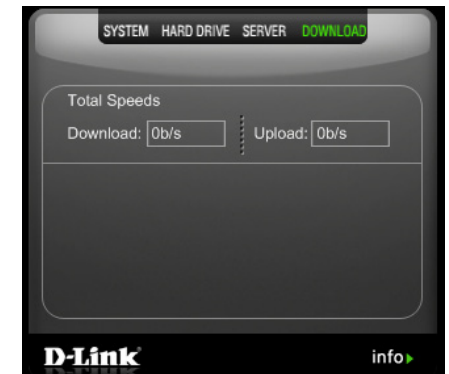 SYSTEM HARD DRIVE SERVER DOWNLOAD
Total Speeds
Download: 0b/s Upload: 0b/s
D-Link info